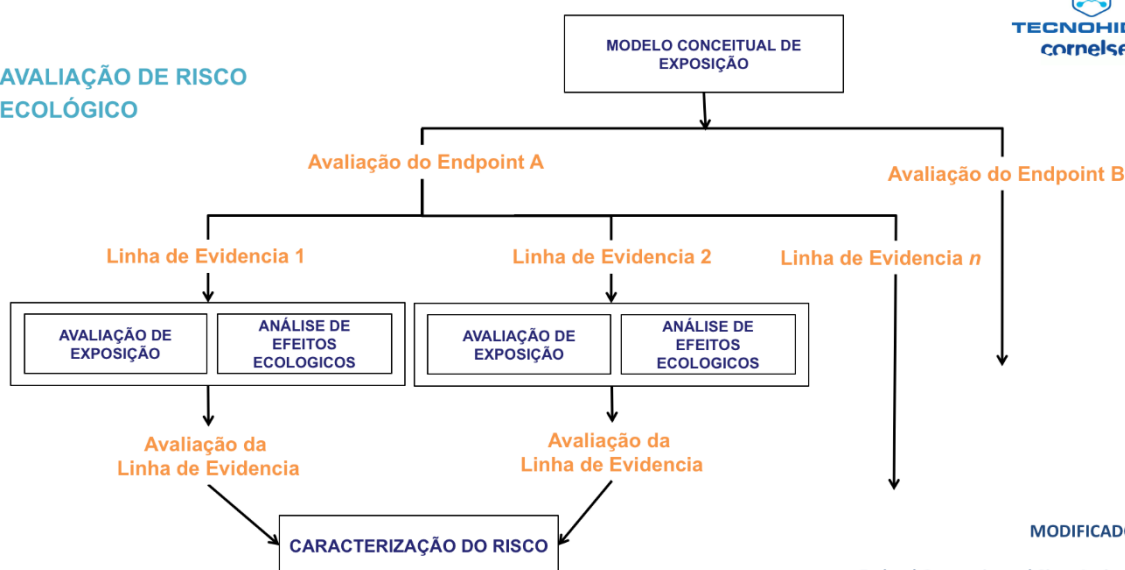 TECNOHID
cornelse
AVALIAÇÃO DE RISCO
ECOLÓGICO
MODELO CONCEITUAL DE
EXPOSIÇÃO
Avaliação do Endpoint A
Avaliação do Endpoint B
Linha de Evidencia 1
Linha de Evidencia 2
Linha de Evidencia n
AVALIAÇÃO DE
EXPOSIÇÃO
ANÁLISE DE
EFEITOS
ECOLOGICOS
AVALIAÇÃO DE
EXPOSIÇÃO
ANÁLISE DE
EFEITOS
ECOLOGICOS
Avaliação da
Linha de Evidencia
Avaliação da
Linha de Evidencia
CARACTERIZAÇÃO DO RISCO
MODIFICADO